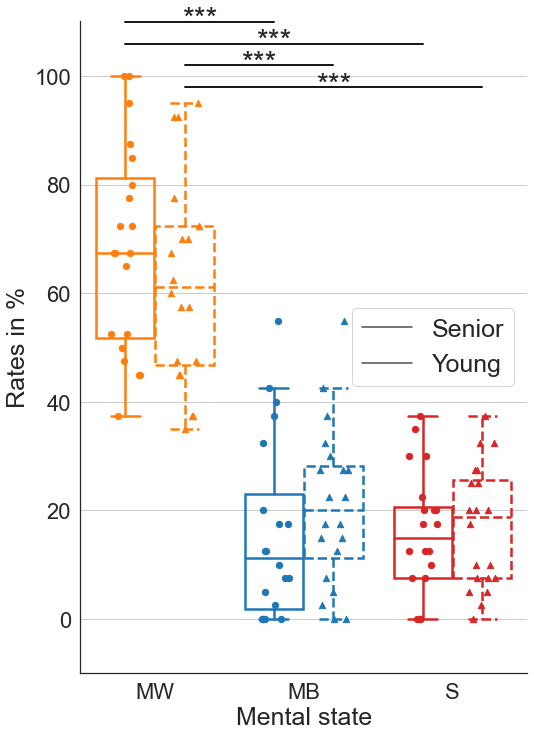 ***
***
***
***
100
80
60
40
20
0
Rates in %
Senior
Young
MW MB S
Mental state